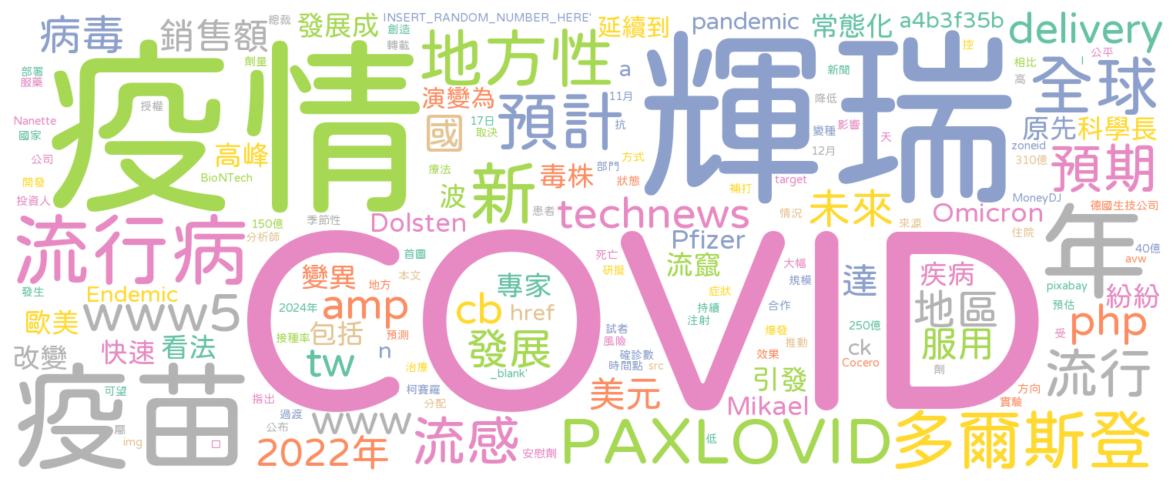 病毒
銷售額
發展成
總裁
創造
轉載
INSERT_RANDOM_NUMBER_HERE'
延續到
pandemic
常態化
a4b3f35b
控
公平
delivery
部署
服藥
劑量
地方性
a
新聞
相比
I
高
全球
疫情
輝瑞
授權
演變為
國
預計
11月
抗
降低
變種
影響
天
12月
Nanette
國家
公司
高峰
BioNTech
17日
取決
原先
科學長
zoneid
310億
開發
投資人
療法
部門
方式
狀態
毒株
補打
target
預期
MoneyDJ
德國生技公司
波
新
患者
季節性
150億
分析師
Dolsten
technews
情況
未來
來源
Omicron
住院
流行病
COVID
年
Pfizer
流竄
死亡
研擬
大幅
規模
症狀
40億
avw
首圖
本文
地方
變異
專家
發生
Endemic
www5
歐美
2024年
amp
接種率
預測
包括
cb
href
持續
注射
合作
達
疾病
地區
pixabay
預估
紛紛
受
php
改變
快速
看法
tw
n
治療
發展
試者
風險
確診數
時間點
src
爆發
推動
效果
250億
ck
Cocero
服用
劑
流行
_blank'
疫苗
可望
屬
img
口
指出
過渡
公布
www
柯賽羅
分配
美元
引發
Mikael
方向
實驗
2022年
流感
安慰劑
PAXLOVID
低
多爾斯登